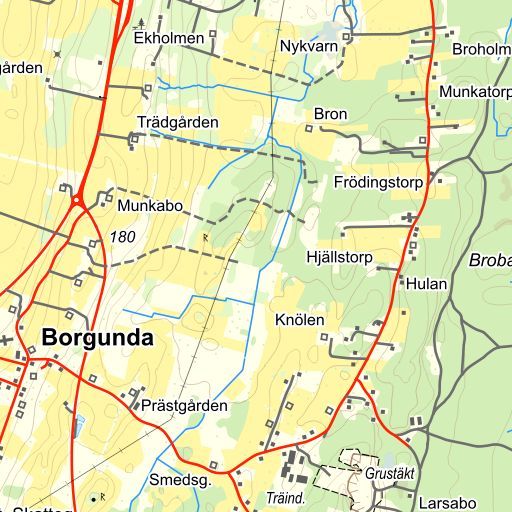 Ekholmen
Nykvarn
Broholm
gården
Munkatorp
Bron
Trädgården
Frödingstorp
Munkabo
180
R
Hjällstorp
Broba
Hulan
Knölen
Borgunda
Prästgården
Smedsg.
Grustäkt
Träind.
R
Larsabo